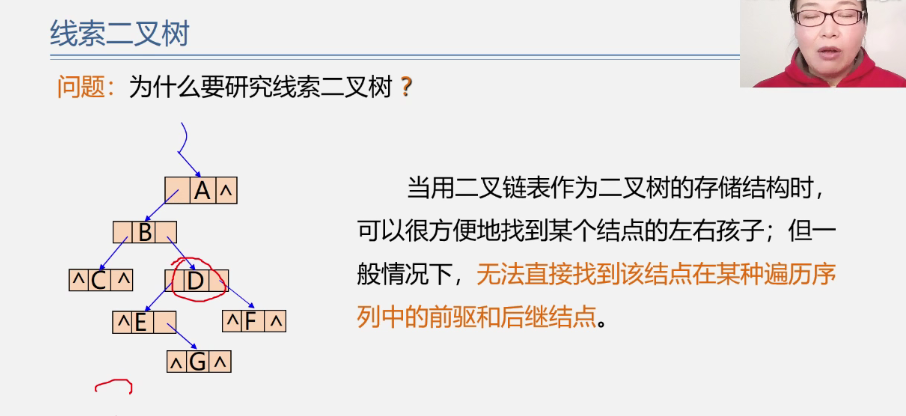 线索二叉树
问题：为什么要研究线索二叉树？
A ∧
B
∧ C ∧
D
∧ E
∧ F ∧
∧ G ∧
当用二叉链表作为二叉树的存储结构时，
可以很方便地找到某个结点的左右孩子；但一
般情况下，无法直接找到该结点在某种遍历序
列中的前驱和后继结点。